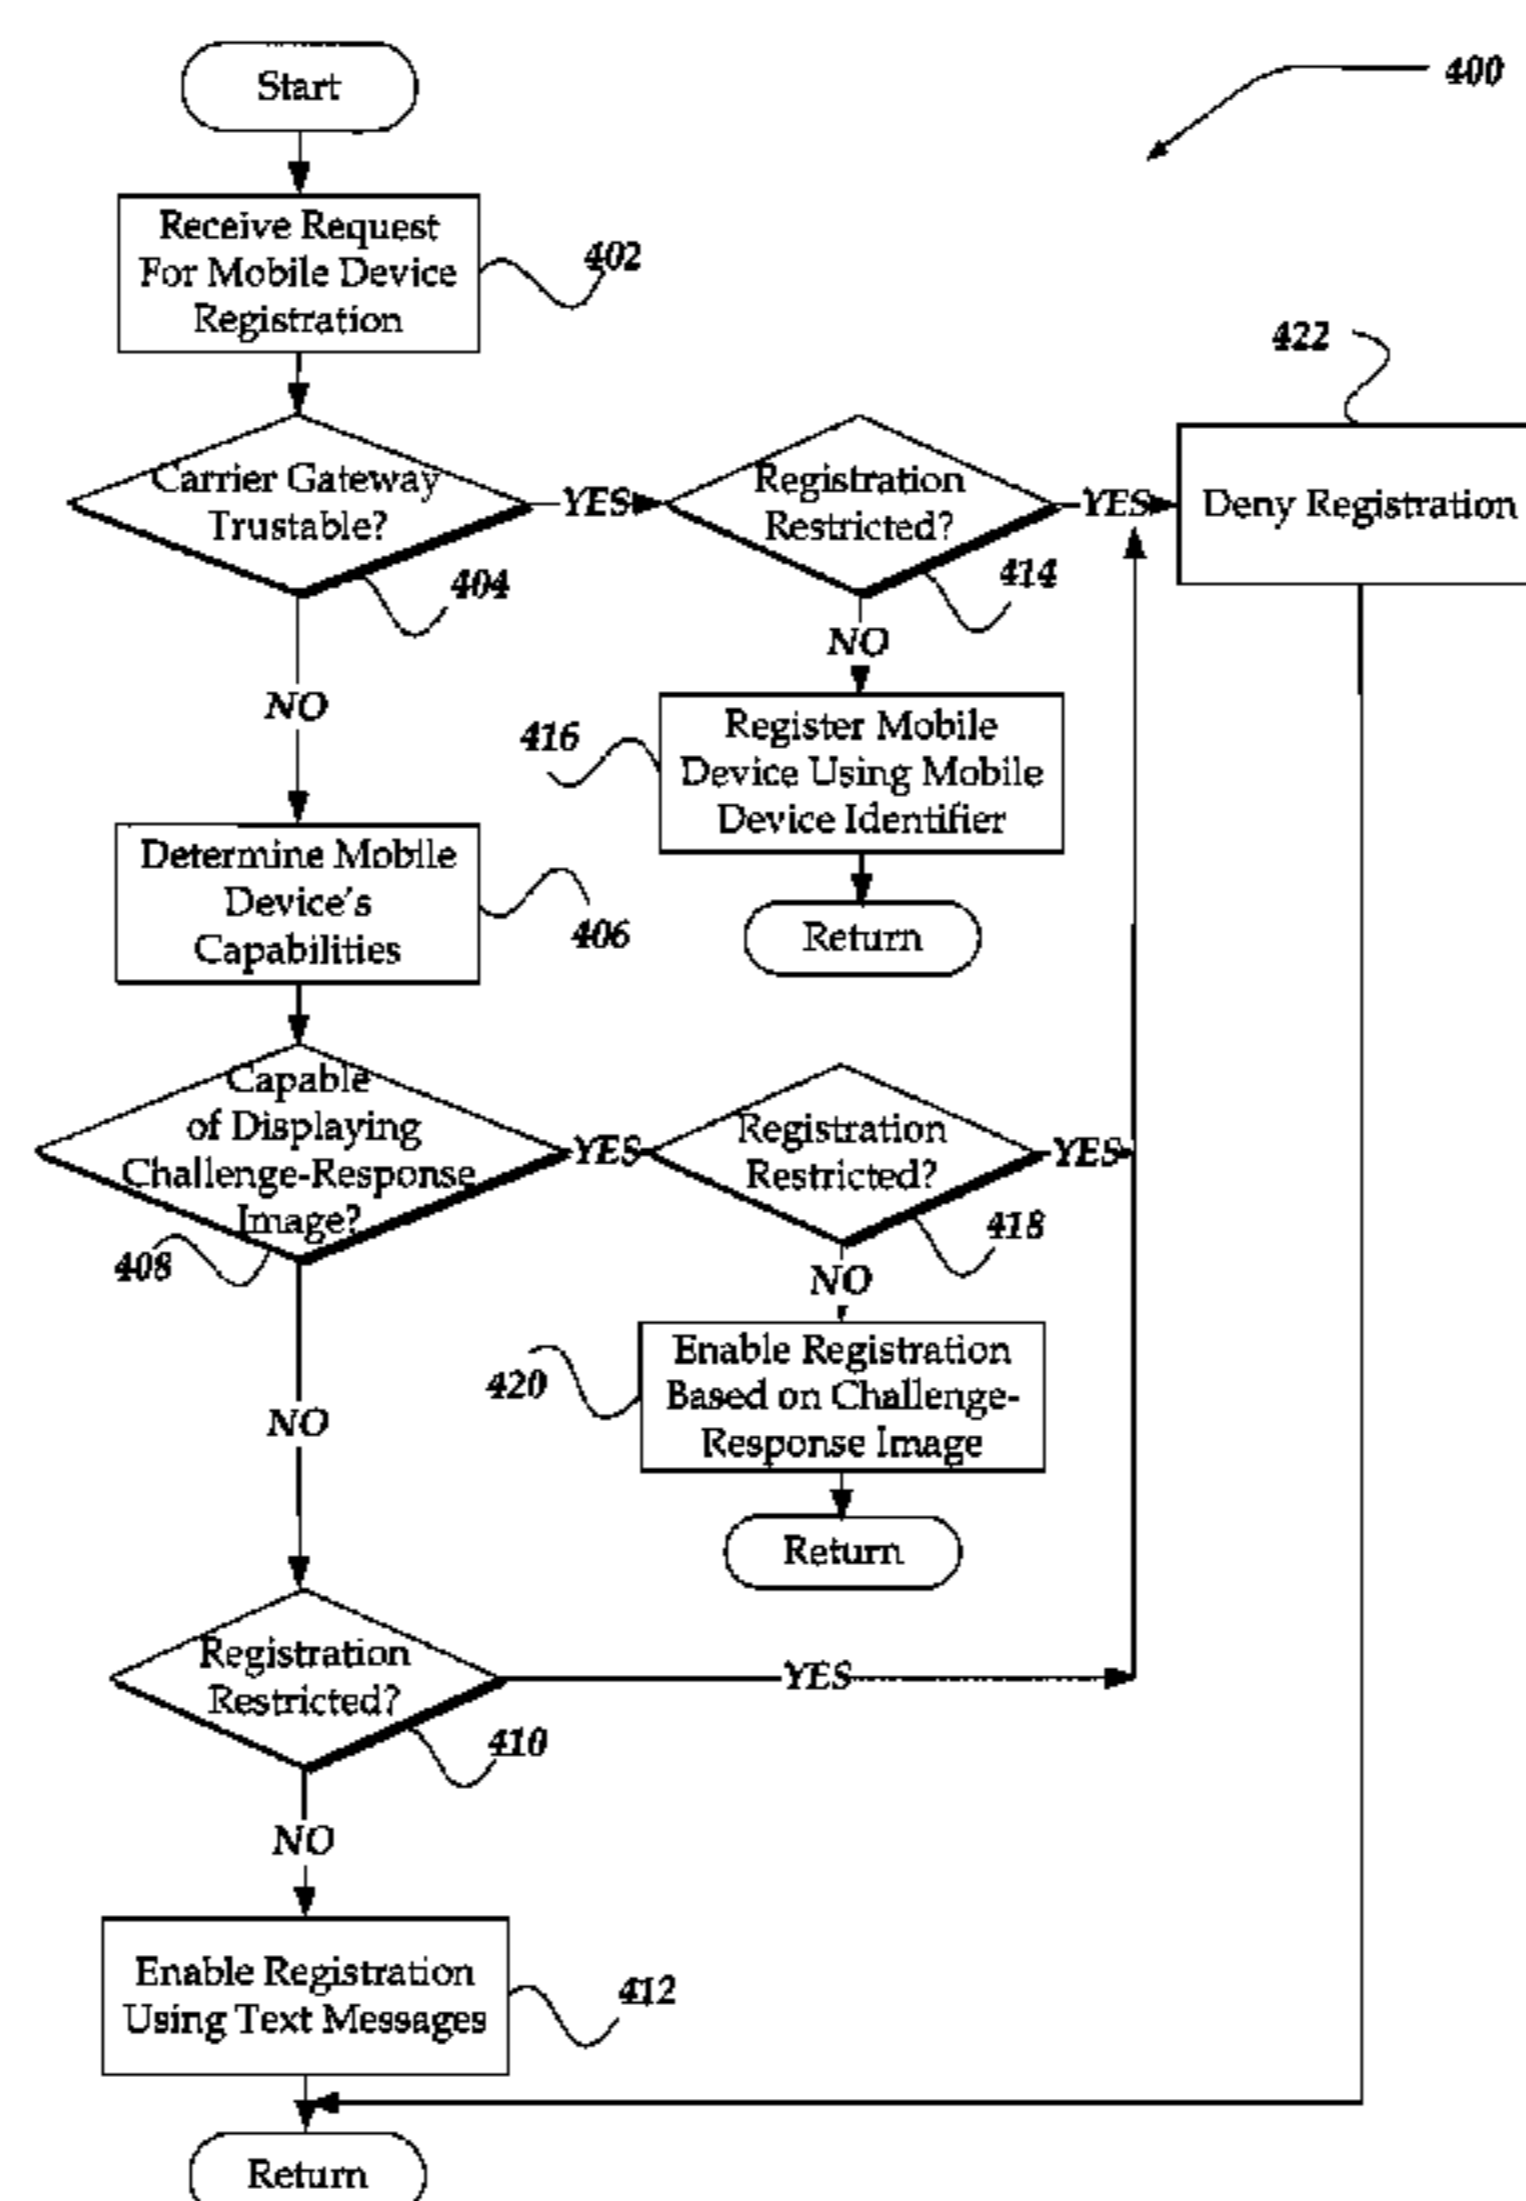 Start
400
Receive Request
For Mobile Device
Registration
402
422
Carrier Gateway
Trustable?
YES
Registration
Restricted?
YES
Deny Registration
404
414
NO
NO
416
Register Mobile
Device Using Mobile
Device Identifier
Determine Mobile
Device's
Capabilities
406
Return
Capable
of Displaying
Challenge-Response
Image?
YES
Registration
Restricted?
YES
408
418
NO
420
Enable Registration
Based on Challenge-
Response Image
NO
Return
Registration
Restricted?
YES
410
NO
Enable Registration
Using Text Messages
412
Return